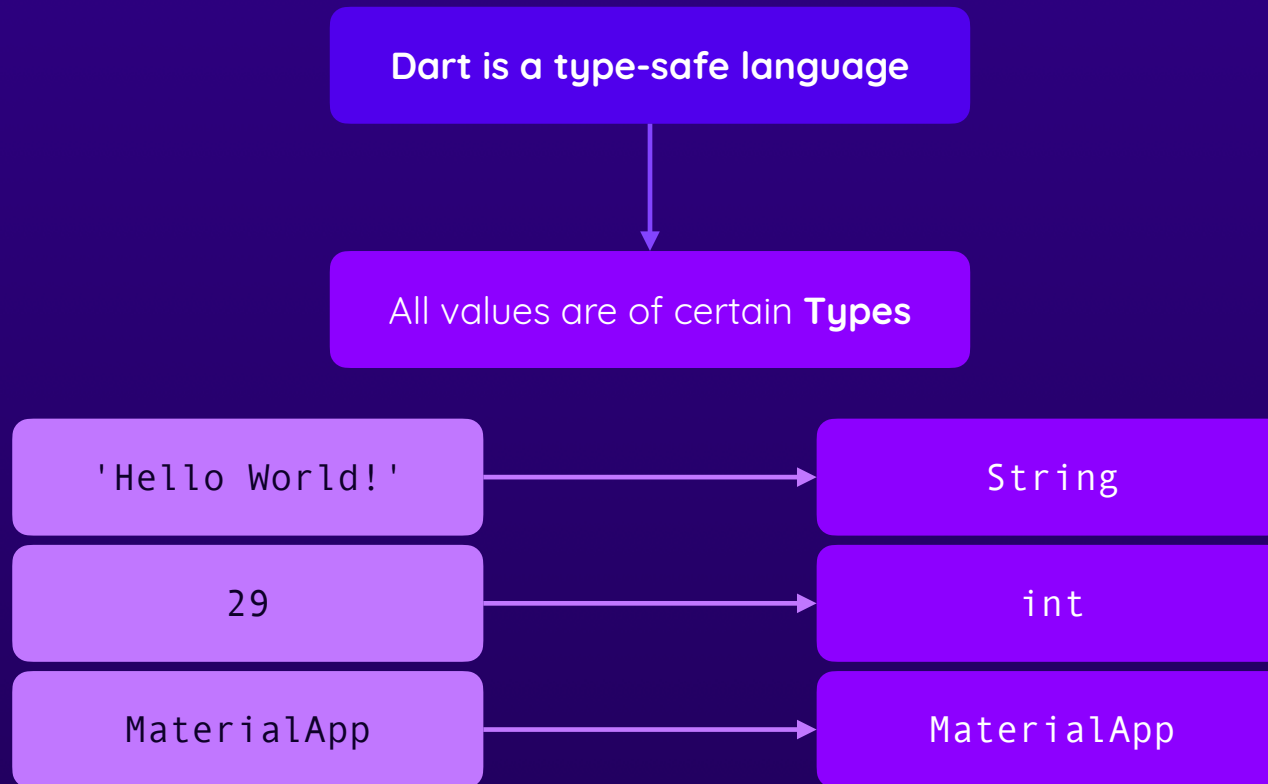 Dart is a type-safe language
All values are of certain Types
'Hello World!'
String
29
int
MaterialApp
MaterialApp